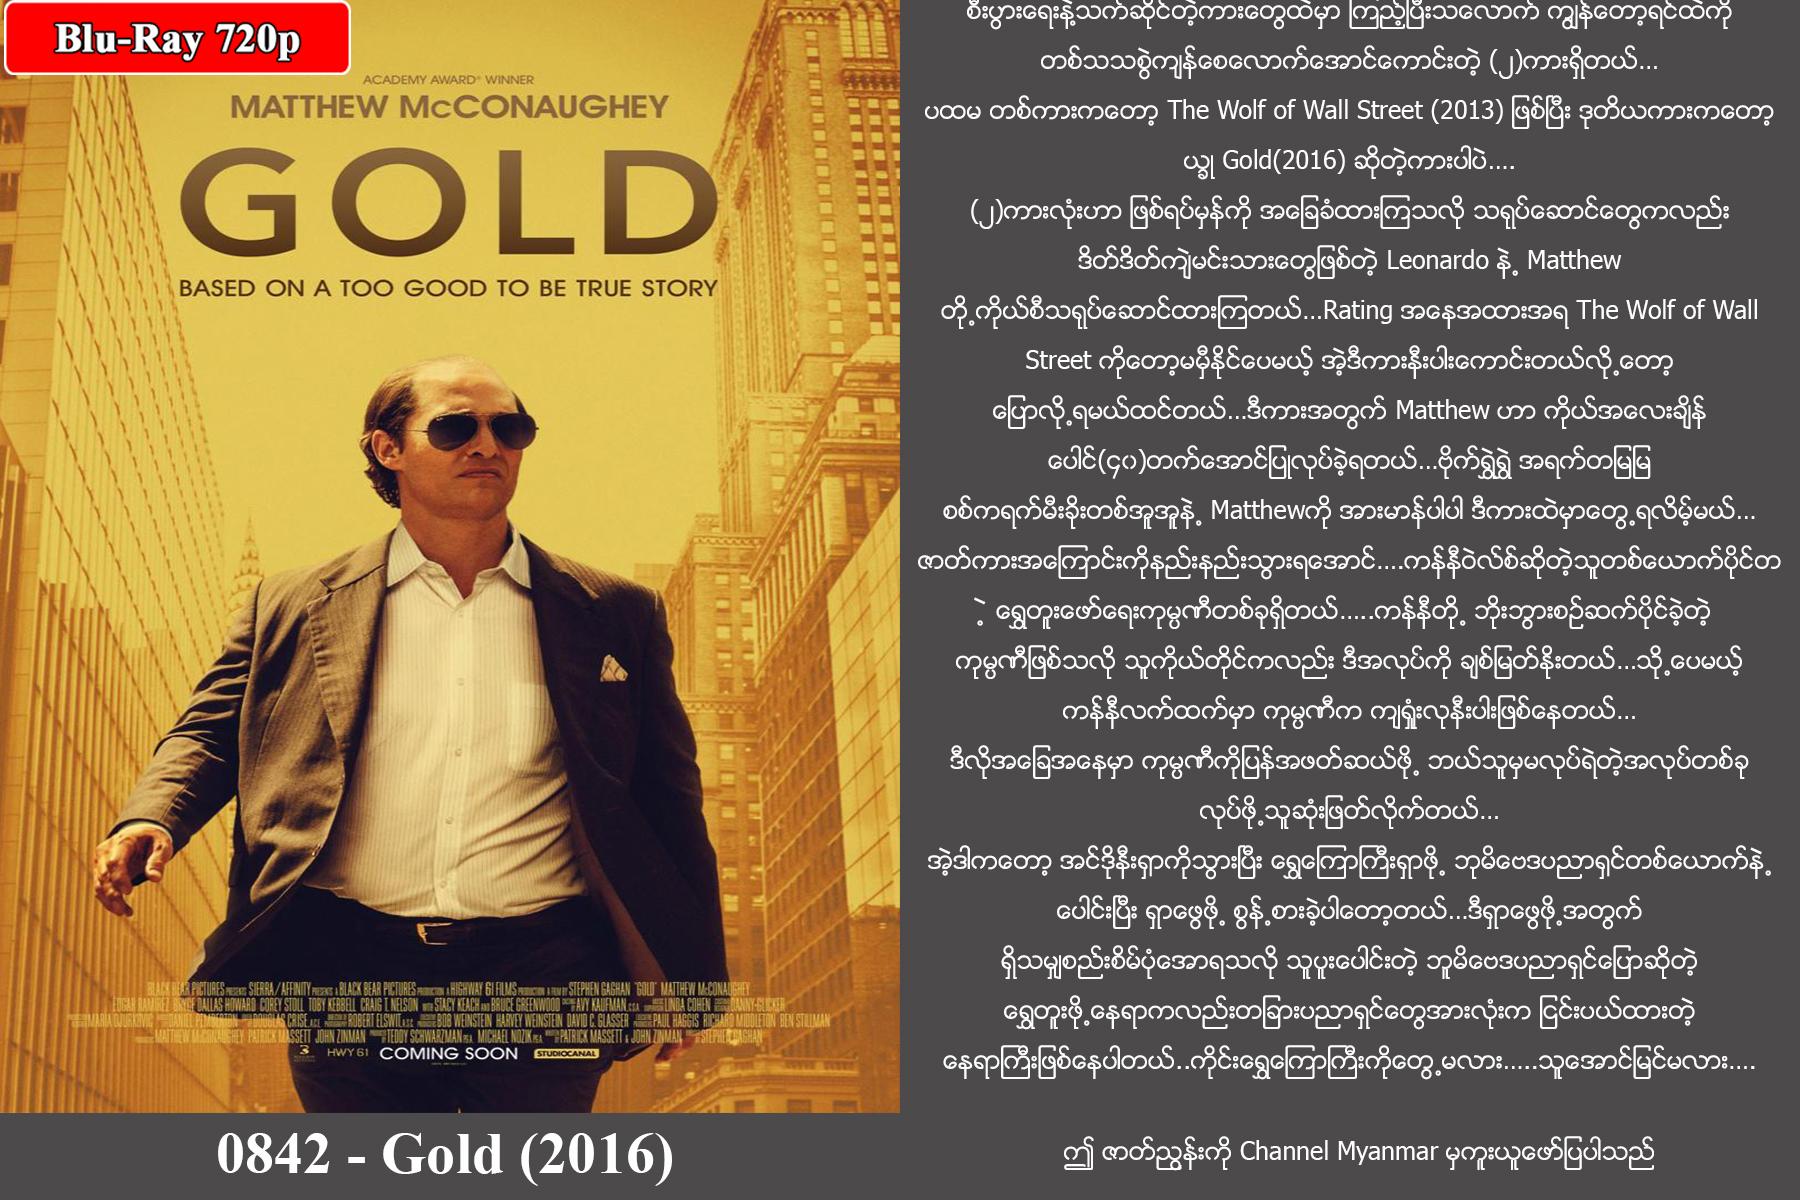 Blu-Ray 720p
ACADEMY AWARD® WINNER
MATTHEW McCONAUGHEY
GOLD
BASED ON A TOO GOOD TO BE TRUE STORY
HWY 61 COMING SOON STUDIOCANAL
0842 - Gold (2016)
စီးပွားရေးနဲ့သက်ဆိုင်တဲ့ကားတွေထဲမှာ ကြည့်ပြီးသလောက် ကျွန်တော့ရင်ထဲကို
တစ်သသစွဲကျန်စေလောက်အောင်ကောင်းတဲ့ (၂)ကားရှိတယ်...
ပထမ တစ်ကားကတော့ The Wolf of Wall Street (2013) ဖြစ်ပြီး ဒုတိယကားကတော့
ယ္ခု Gold(2016) ဆိုတဲ့ကားပါပဲ....
(၂)ကားလုံးဟာ ဖြစ်ရပ်မှန်ကို အခြေခံထားကြသလို သရုပ်ဆောင်တွေကလည်း
ဒိတ်ဒိတ်ကျဲမင်းသားတွေဖြစ်တဲ့ Leonardo နဲ့ Matthew
တို့ကိုယ်စီသရုပ်ဆောင်ထားကြတယ်...Rating အနေအထားအရ The Wolf of Wall
Street ကိုတော့မမှီနိုင်ပေမယ့် အဲ့ဒီကားနီးပါးကောင်းတယ်လို့တော့
ပြောလို့ရမယ်ထင်တယ်...ဒီကားအတွက် Matthew ဟာ ကိုယ်အလေးချိန်
ပေါင်(၄၀)တက်အောင်ပြုလုပ်ခဲ့ရတယ်...ဗိုက်ရွှဲရွှဲ အရက်တမြမြ
စစ်ကရက်မီးခိုးတစ်အူအူနဲ့ Matthewကို အားမာန်ပါပါ ဒီကားထဲမှာတွေ့ရလိမ့်မယ်...
ဇာတ်ကားအကြောင်းကိုနည်းနည်းသွားရအောင်....ကန်နီဝဲလ်စ်ဆိုတဲ့သူတစ်ယောက်ပိုင်တ
ဲ့ ရွှေတူးဖော်ရေးကုမ္ပဏီတစ်ခုရှိတယ်.....ကန်နီတို့ ဘိုးဘွားစဉ်ဆက်ပိုင်ခဲ့တဲ့
ကုမ္ပဏီဖြစ်သလို သူကိုယ်တိုင်ကလည်း ဒီအလုပ်ကို ချစ်မြတ်နိုးတယ်...သို့ပေမယ့်
ကန်နီလက်ထက်မှာ ကုမ္ပဏီက ကျရှုံးလုနီးပါးဖြစ်နေတယ်...
ဒီလိုအခြေအနေမှာ ကုမ္ပဏီကိုပြန်အဖတ်ဆယ်ဖို့ ဘယ်သူမှမလုပ်ရဲတဲ့အလုပ်တစ်ခု
လုပ်ဖို့သူဆုံးဖြတ်လိုက်တယ်...
အဲ့ဒါကတော့ အင်ဒိုနီးရှာကိုသွားပြီး ရွှေကြောကြီးရှာဖို့ ဘုမိဗေဒပညာရှင်တစ်ယောက်နဲ့
ပေါင်းပြီး ရှာဖွေဖို့ စွန့်စားခဲ့ပါတော့တယ်...ဒီရှာဖွေဖို့အတွက်
ရှိသမျှစည်းစိမ်ပုံအောရသလို သူပူးပေါင်းတဲ့ ဘူမိဗေဒပညာရှင်ပြောဆိုတဲ့
ရွှေတူးဖို့နေရာကလည်းတခြားပညာရှင်တွေအားလုံးက ငြင်းပယ်ထားတဲ့
နေရာကြီးဖြစ်နေပါတယ်..ကိုင်းရွှေကြောကြီးကိုတွေ့မလား.....သူအောင်မြင်မလား....
ဤ ဇာတ်ညွှန်းကို Channel Myanmar မှကူးယူဖော်ပြပါသည်